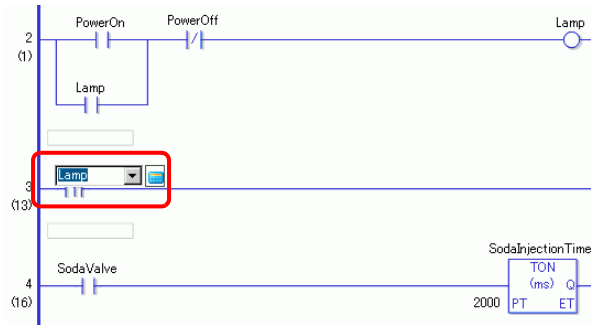 PowerOn PowerOff Lamp
2
(1)
Lamp
Lamp
3
(13)
SodaInjectionTime
SodaValve TON
4 (ms) Q
(16) 2000 PT ET